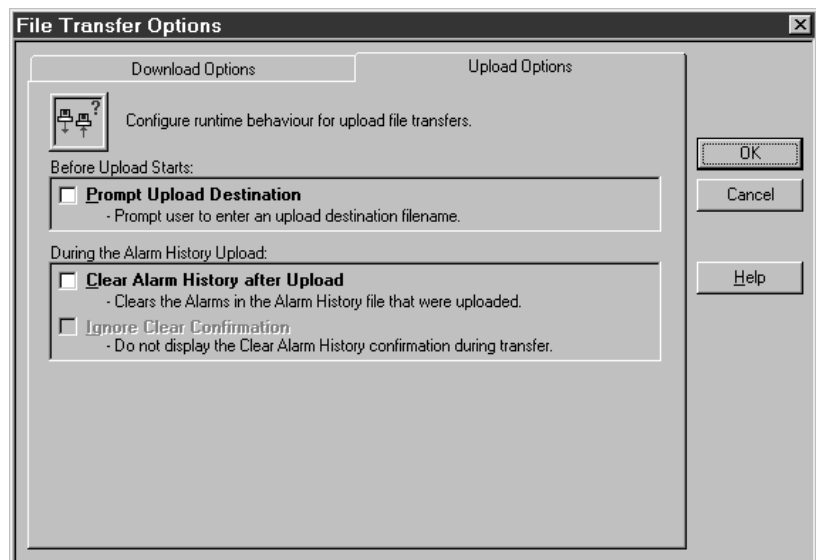 File Transfer Options
Download Options
Upload Options
?
Configure runtime behaviour for upload file transfers.
OK
Before Upload Starts:
Prompt Upload Destination
- Prompt user to enter an upload destination filename.
Cancel
During the Alarm History Upload:
Clear Alarm History after Upload
- Clears the Alarms in the Alarm History file that were uploaded.
Help
Ignore Clear Confirmation
- Do not display the Clear Alarm History confirmation during transfer.